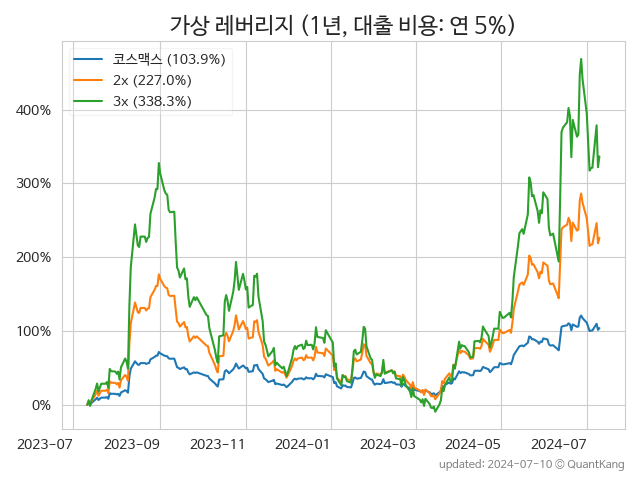 가상 레버리지 (1년, 대출 비용: 연 5%)
코스맥스 (103.9%)
2x (227.0%)
3x (338.3%)
400%
300%
200%
100%
0%
2023-07 2023-09 2023-11 2024-01 2024-03 2024-05 2024-07
updated: 2024-07-10 © QuantKang